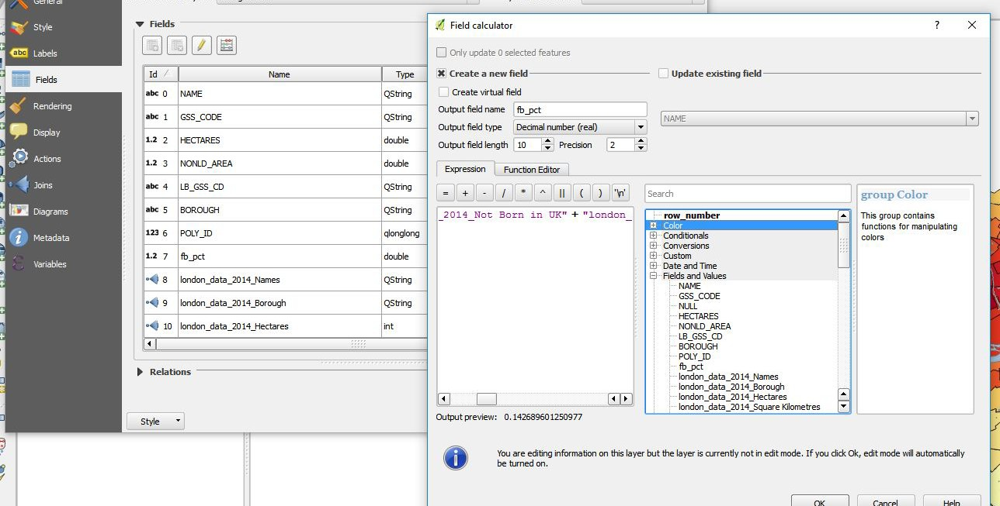 General
Style
abc Labels
Fields
Rendering
Display
Actions
Joins
Diagrams
Metadata
Variables
Fields
Id Name Type
abc 0 NAME QString
abc 1 GSS_CODE QString
1.2 2 HECTARES double
1.2 3 NONLD_AREA double
abc 4 LB_GSS_CD QString
abc 5 BOROUGH QString
123 6 POLY_ID qlonglong
1.2 7 fb_pct double
8 london_data_2014_Names QString
9 london_data_2014_Borough QString
10 london_data_2014_Hectares int
Relations
Style
Field calculator
?
Only update 0 selected features
Create a new field
Update existing field
Create virtual field
Output field name fb_pct
NAME
Output field type Decimal number (real)
Output field length 10 Precision 2
Expression Function Editor
= + - / * ^ || ( ) '\n'
_2014_Not Born in UK" + "london_
Output preview: 0.142689601250977
Search
row_number
Color
Conditionals
Conversions
Custom
Date and Time
Fields and Values
NAME
GSS_CODE
NULL
HECTARES
NONLD_AREA
LB_GSS_CD
BOROUGH
POLY_ID
fb_pct
london_data_2014_Names
london_data_2014_Borough
london_data_2014_Hectares
london_data_2014_Square Kilometres
group Color
This group contains
functions for manipulating
colors
You are editing information on this layer but the layer is currently not in edit mode. If you click Ok, edit mode will automatically
be turned on.
OK Cancel Help